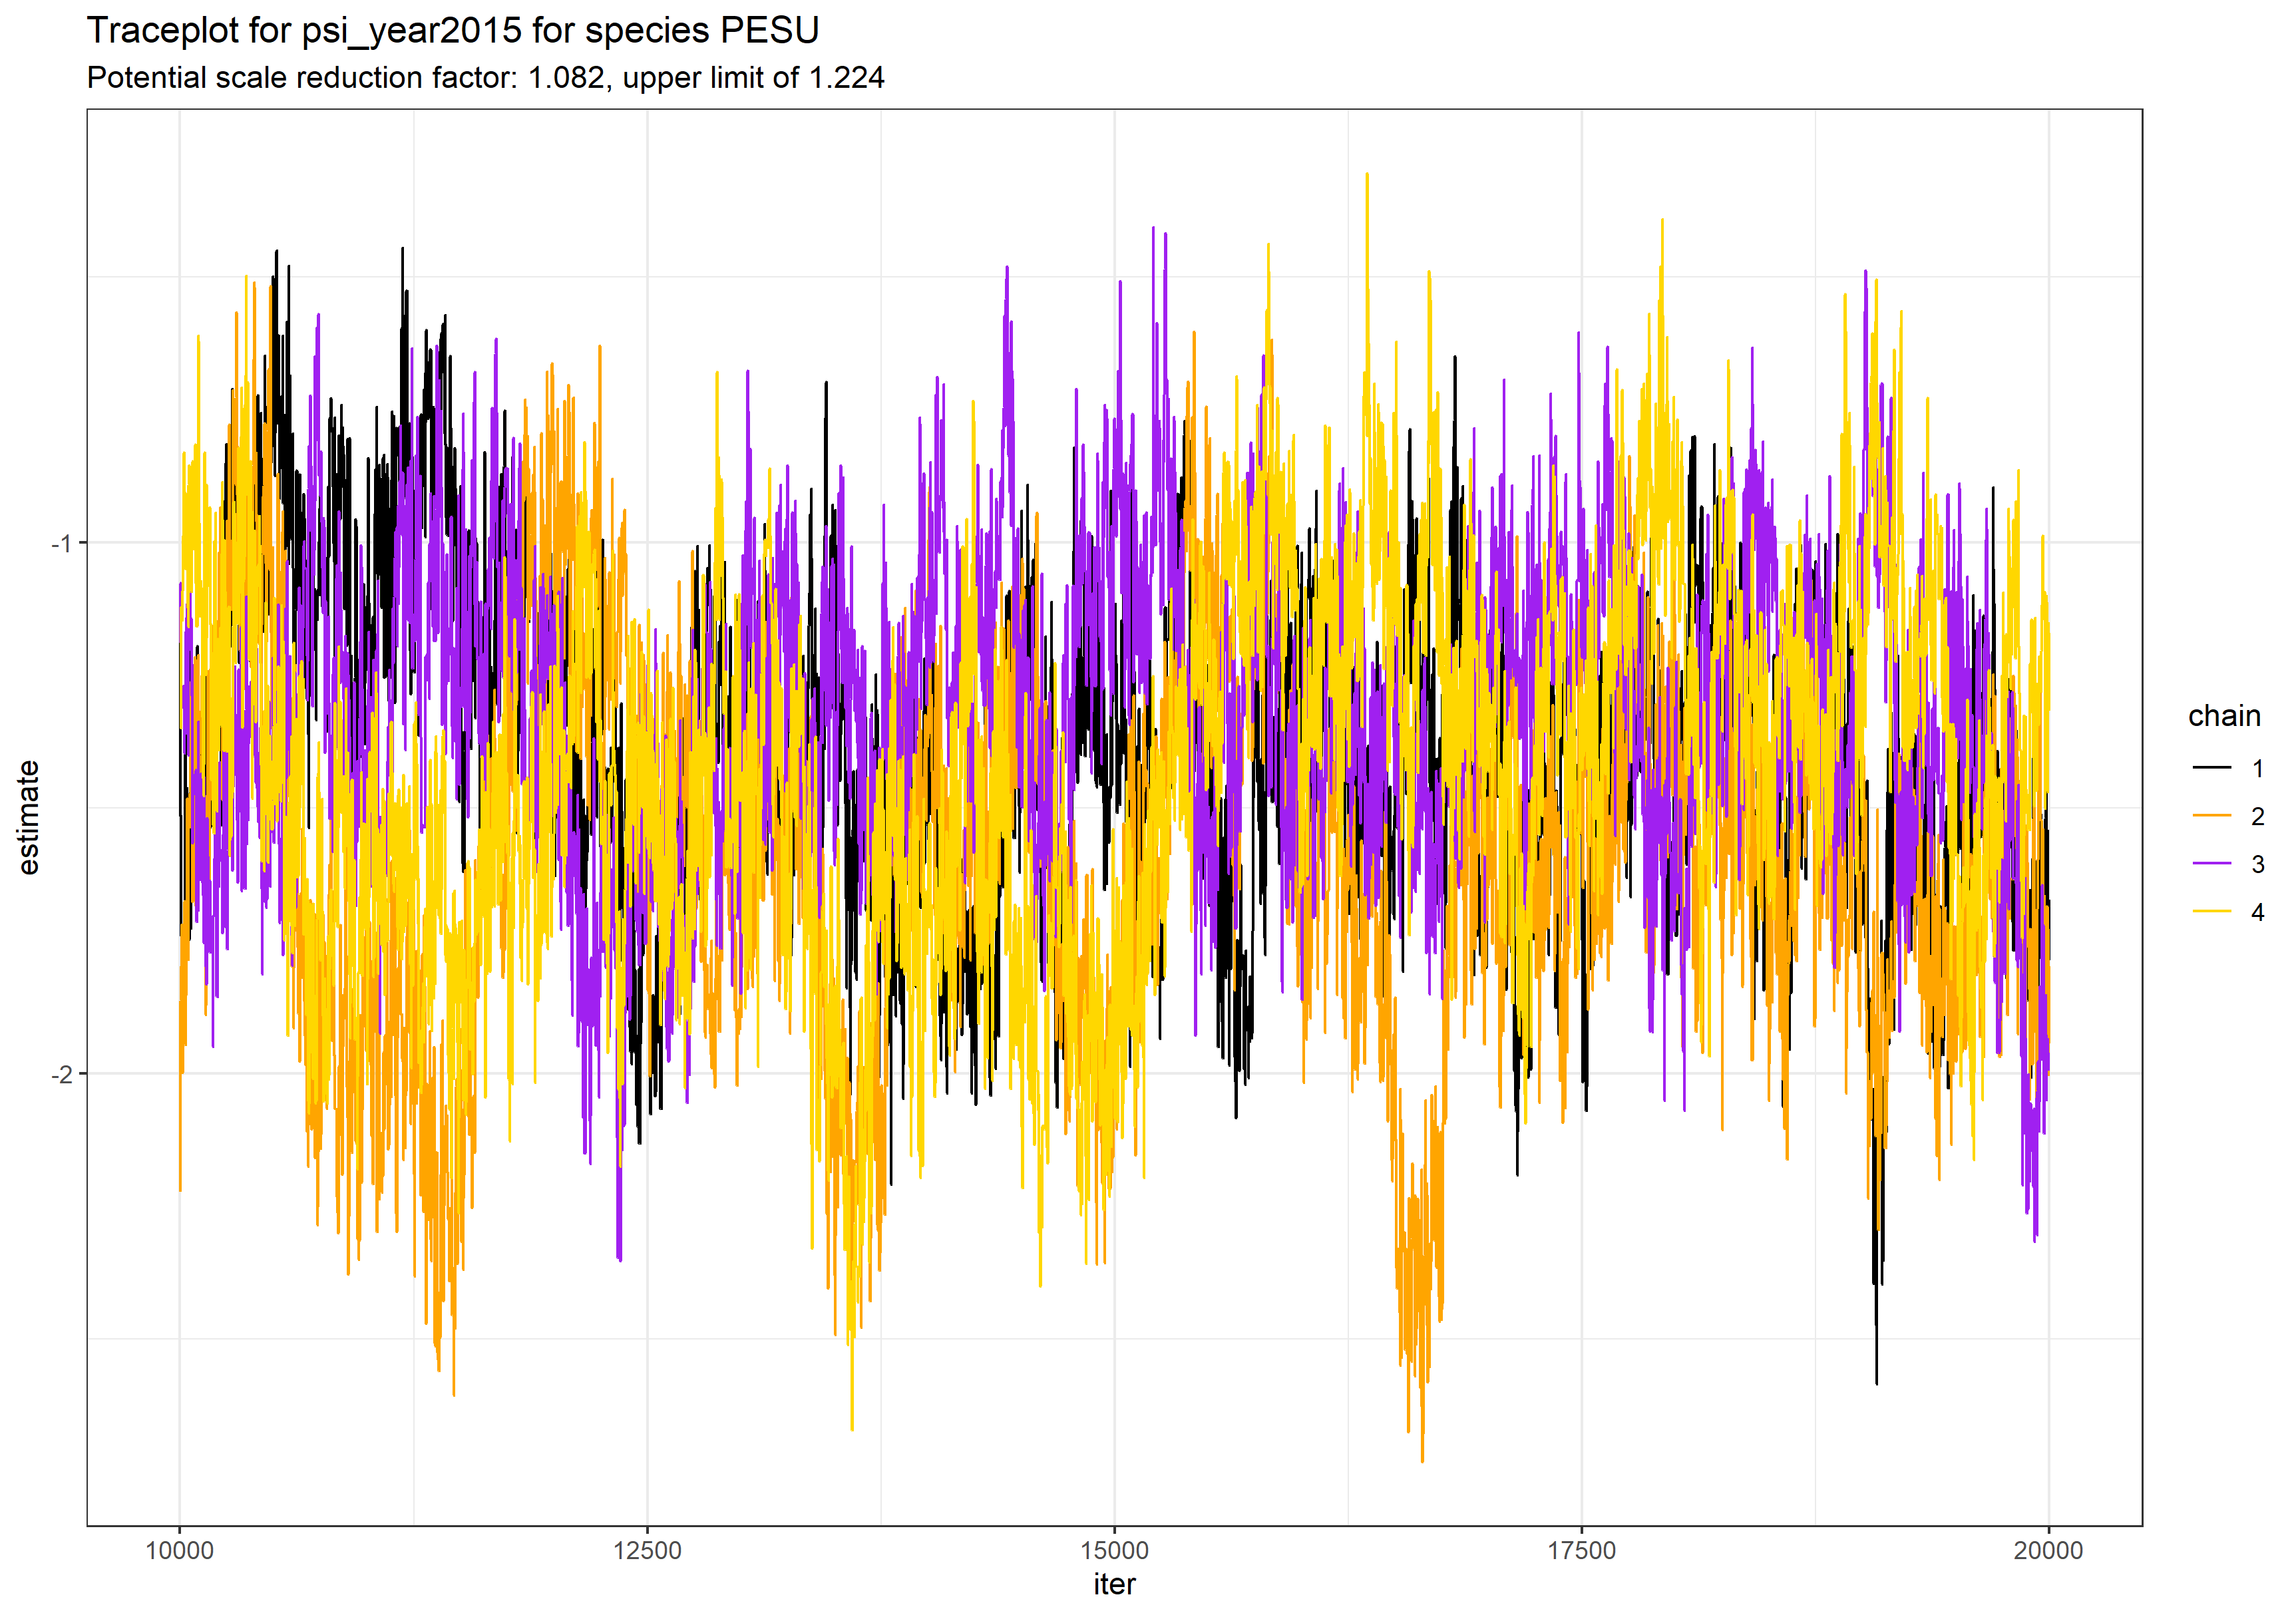 Traceplot for psi_year2015 for species PESU
Potential scale reduction factor: 1.082, upper limit of 1.224
estimate
-1
-2
10000
12500
15000
17500
20000
iter
chain
1
2
3
4